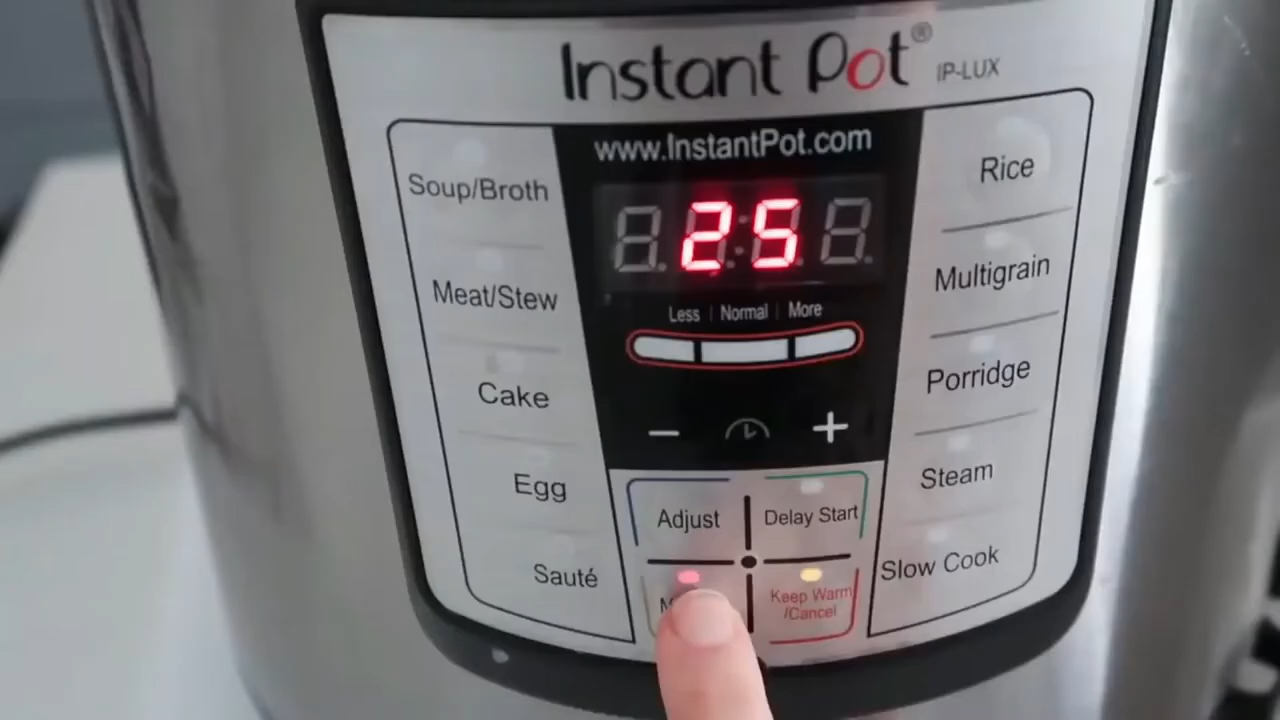 Instant Pot® IP-LUX
www.InstantPot.com
Soup/Broth
Meat/Stew
Cake
Egg
Sauté
25
Less | Normal | More
− +
Adjust
Delay Start
Keep Warm
/Cancel
Rice
Multigrain
Porridge
Steam
Slow Cook